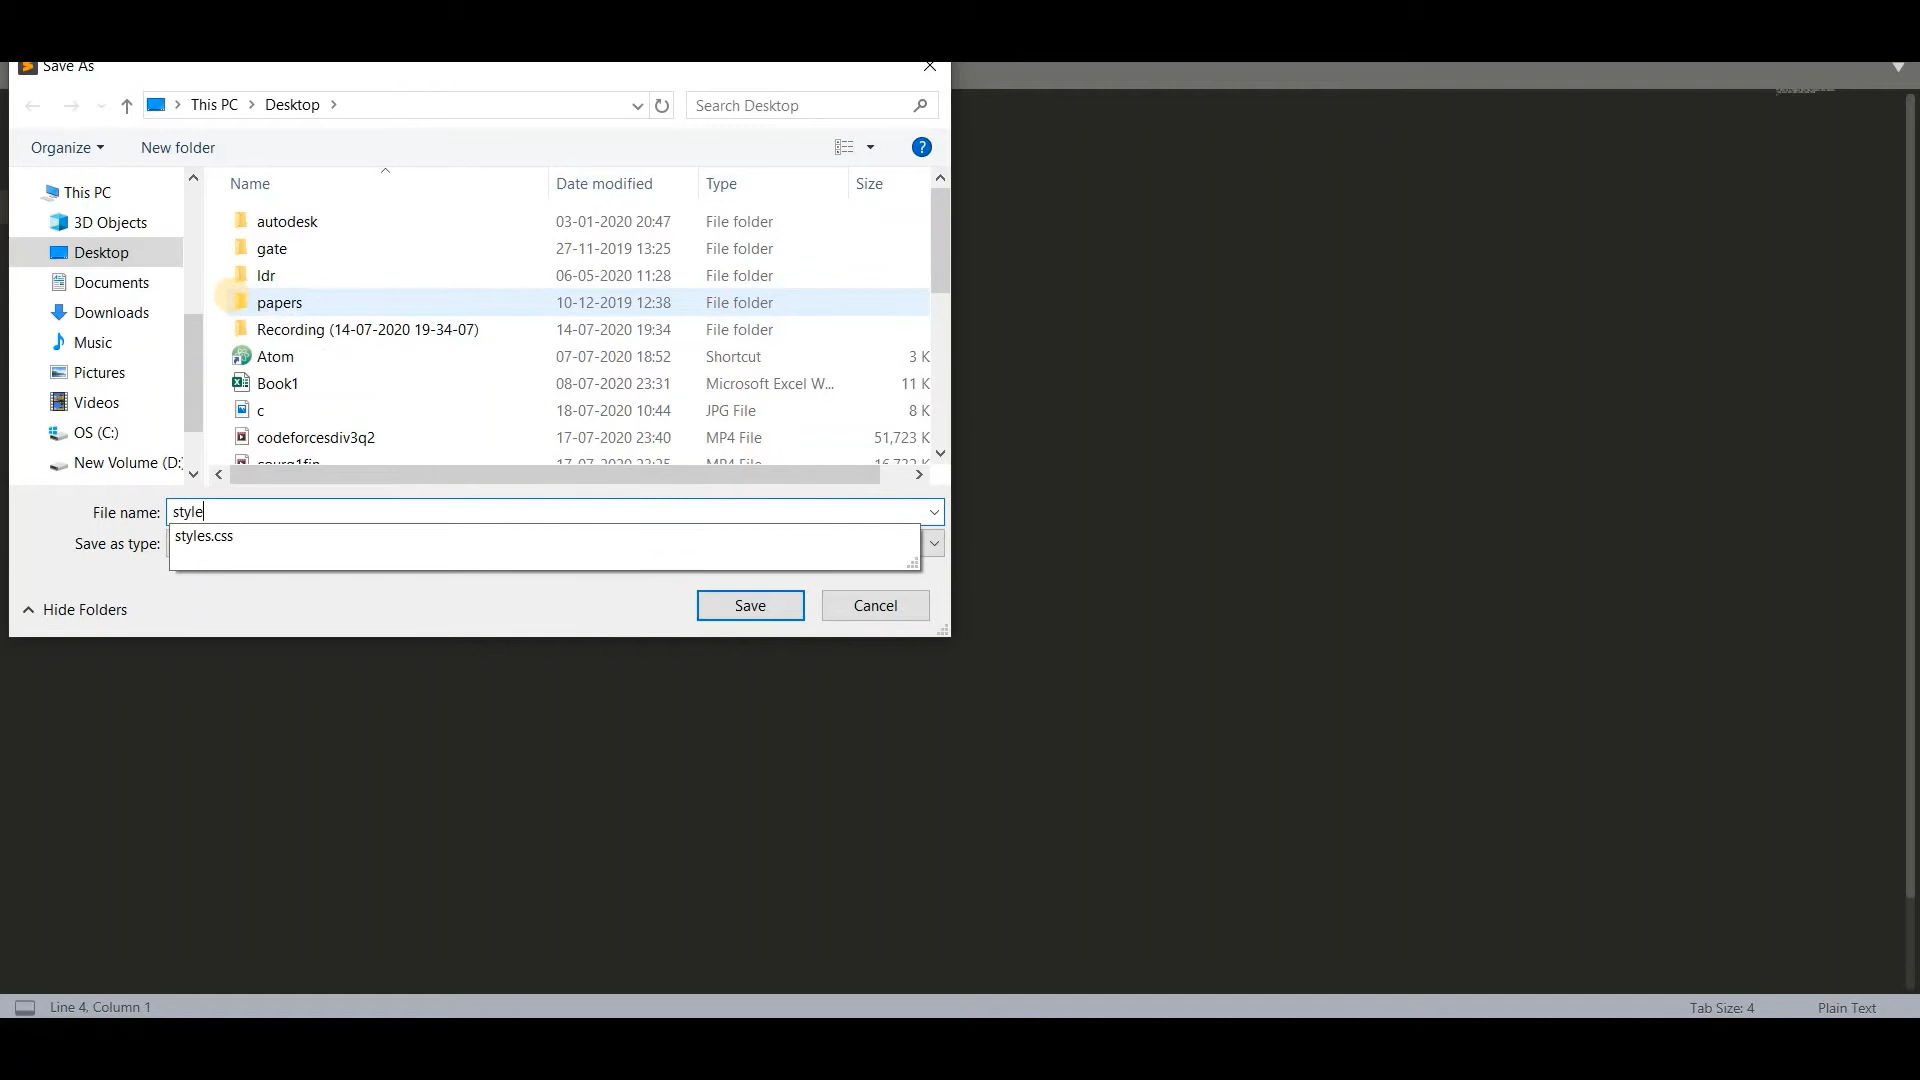 Save As
This PC > Desktop >
Search Desktop
Organize
New folder
?
Name Date modified Type Size
This PC
3D Objects
Desktop
Documents
Downloads
Music
Pictures
Videos
OS (C:)
New Volume (D:
autodesk 03-01-2020 20:47 File folder
gate 27-11-2019 13:25 File folder
ldr 06-05-2020 11:28 File folder
papers 10-12-2019 12:38 File folder
Recording (14-07-2020 19-34-07) 14-07-2020 19:34 File folder
Atom 07-07-2020 18:52 Shortcut 3 K
Book1 08-07-2020 23:31 Microsoft Excel W... 11 K
c 18-07-2020 10:44 JPG File 8 K
codeforcesdiv3q2 17-07-2020 23:40 MP4 File 51,723 K
File name: style
styles.css
Save as type:
Hide Folders
Save
Cancel
Line 4, Column 1
Tab Size: 4
Plain Text